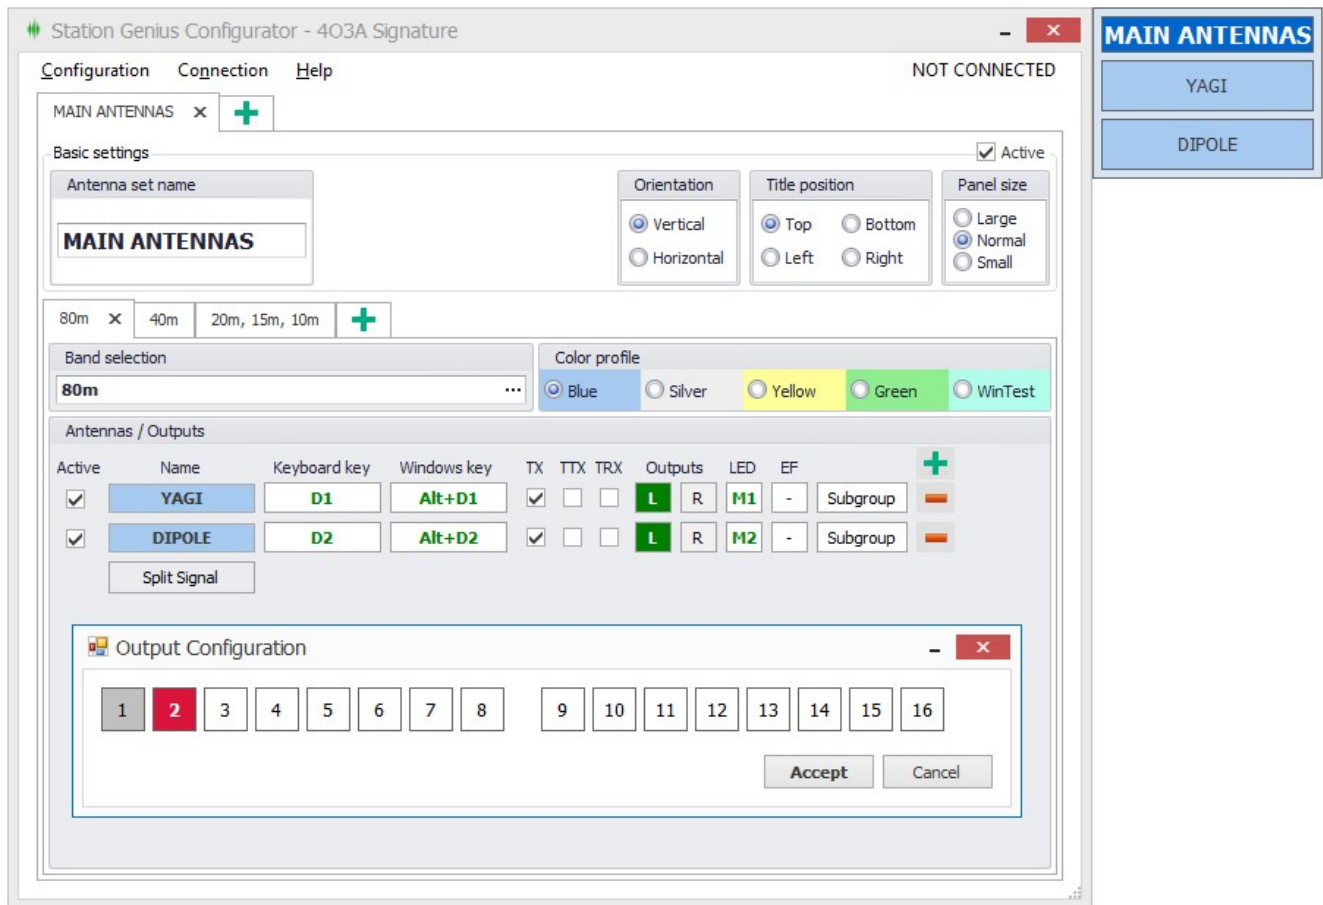 Station Genius Configurator - 4O3A Signature
MAIN ANTENNAS
YAGI
DIPOLE
Configuration Connection Help NOT CONNECTED
MAIN ANTENNAS
Basic settings Active
Antenna set name Orientation Title position Panel size
MAIN ANTENNAS
Vertical Top Bottom Large
Normal
Horizontal Left Right Small
80m 40m 20m, 15m, 10m
Band selection Color profile
80m ... Blue Silver Yellow Green WinTest
Antennas / Outputs
Active Name Keyboard key Windows key TX TTX TRX Outputs LED EF
YAGI D1 Alt+D1 L R M1 - Subgroup
DIPOLE D2 Alt+D2 L R M2 - Subgroup
Split Signal
Output Configuration
1 2 3 4 5 6 7 8 9 10 11 12 13 14 15 16
Accept Cancel